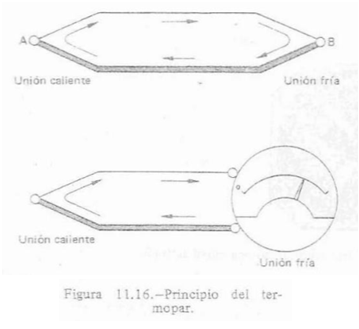 A
B
Unión caliente
Unión fría
Unión caliente
Unión fría
Figura 11.16.—Principio del ter-
mopar.